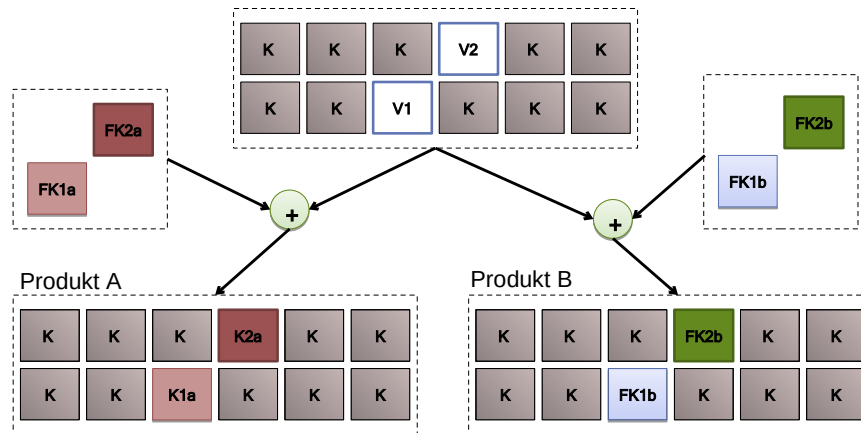 K K K V2 K K
K K V1 K K K
FK2a
FK1a
FK2b
FK1b
+
+
Produkt A
K K K K2a K K
K K K1a K K K
Produkt B
K K K FK2b K K
K K FK1b K K K